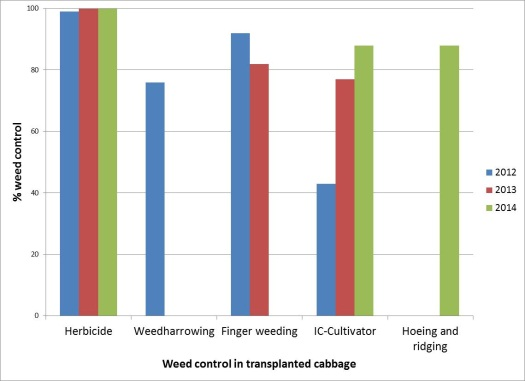 100
80
60
40
20
0
% weed control
Herbicide
Weedharrowing
Finger weeding
IC-Cultivator
Hoeing and
ridging
Weed control in transplanted cabbage
2012
2013
2014